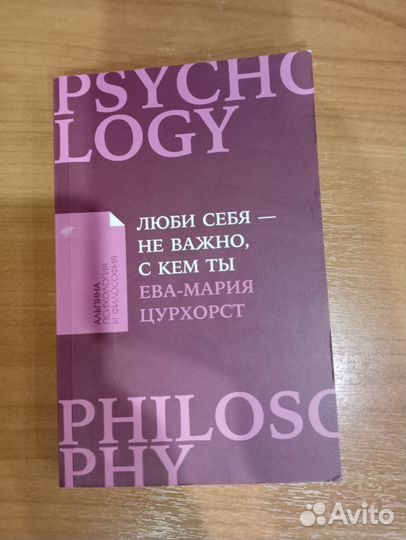 PSYCHO
LOGY
ЛЮБИ СЕБЯ —
НЕ ВАЖНО,
С КЕМ ТЫ
ЕВА-МАРИЯ
ЦУРХОРСТ
АЛЬПИНА
ПСИХОЛОГИЯ
И ФИЛОСОФИЯ
PHILOSO
PHY
Avito